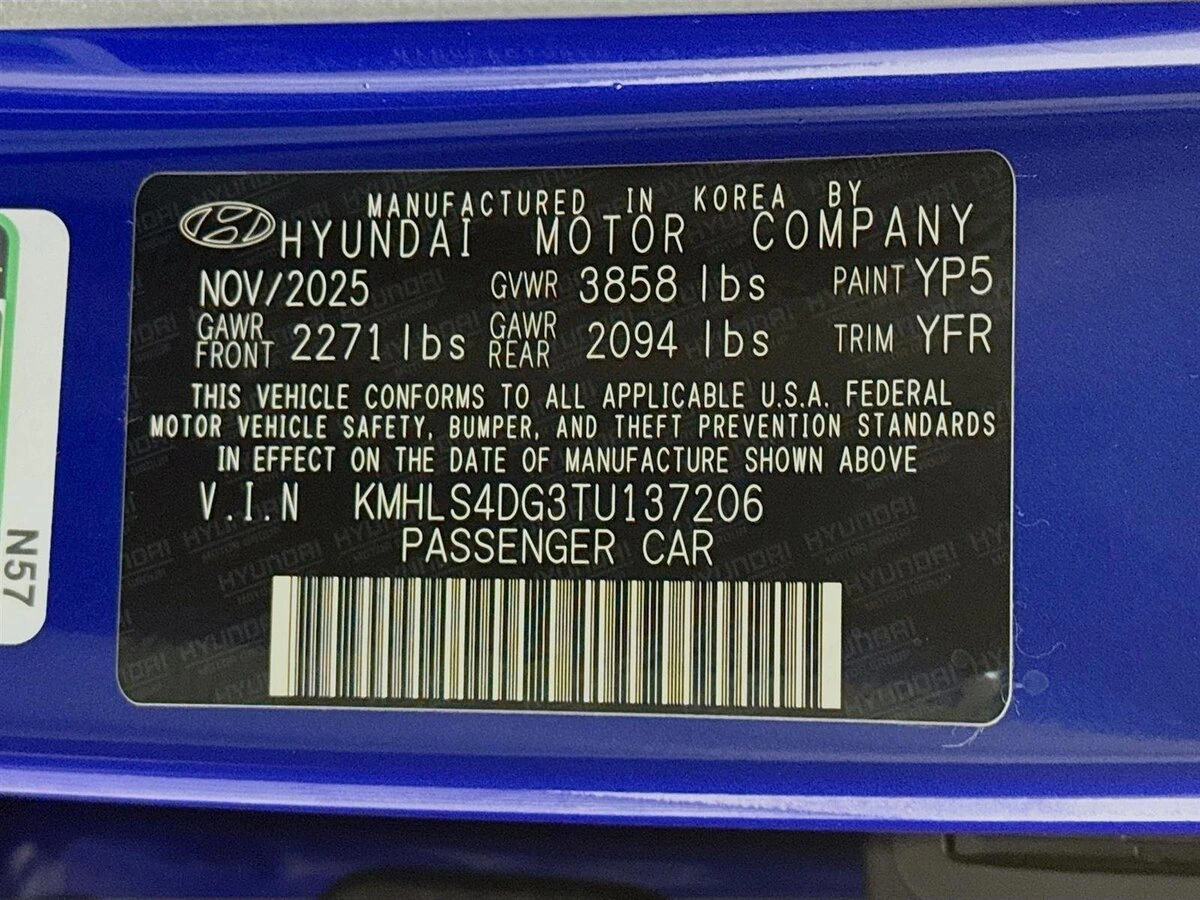 MANUFACTURED IN KOREA BY
HYUNDAI MOTOR COMPANY
NOV/2025 GVWR 3858 lbs PAINT YP5
GAWR FRONT 2271 lbs GAWR REAR 2094 lbs TRIM YFR
THIS VEHICLE CONFORMS TO ALL APPLICABLE U.S.A. FEDERAL
MOTOR VEHICLE SAFETY, BUMPER, AND THEFT PREVENTION STANDARDS
IN EFFECT ON THE DATE OF MANUFACTURE SHOWN ABOVE
V.I.N KMHLS4DG3TU137206
PASSENGER CAR
N57